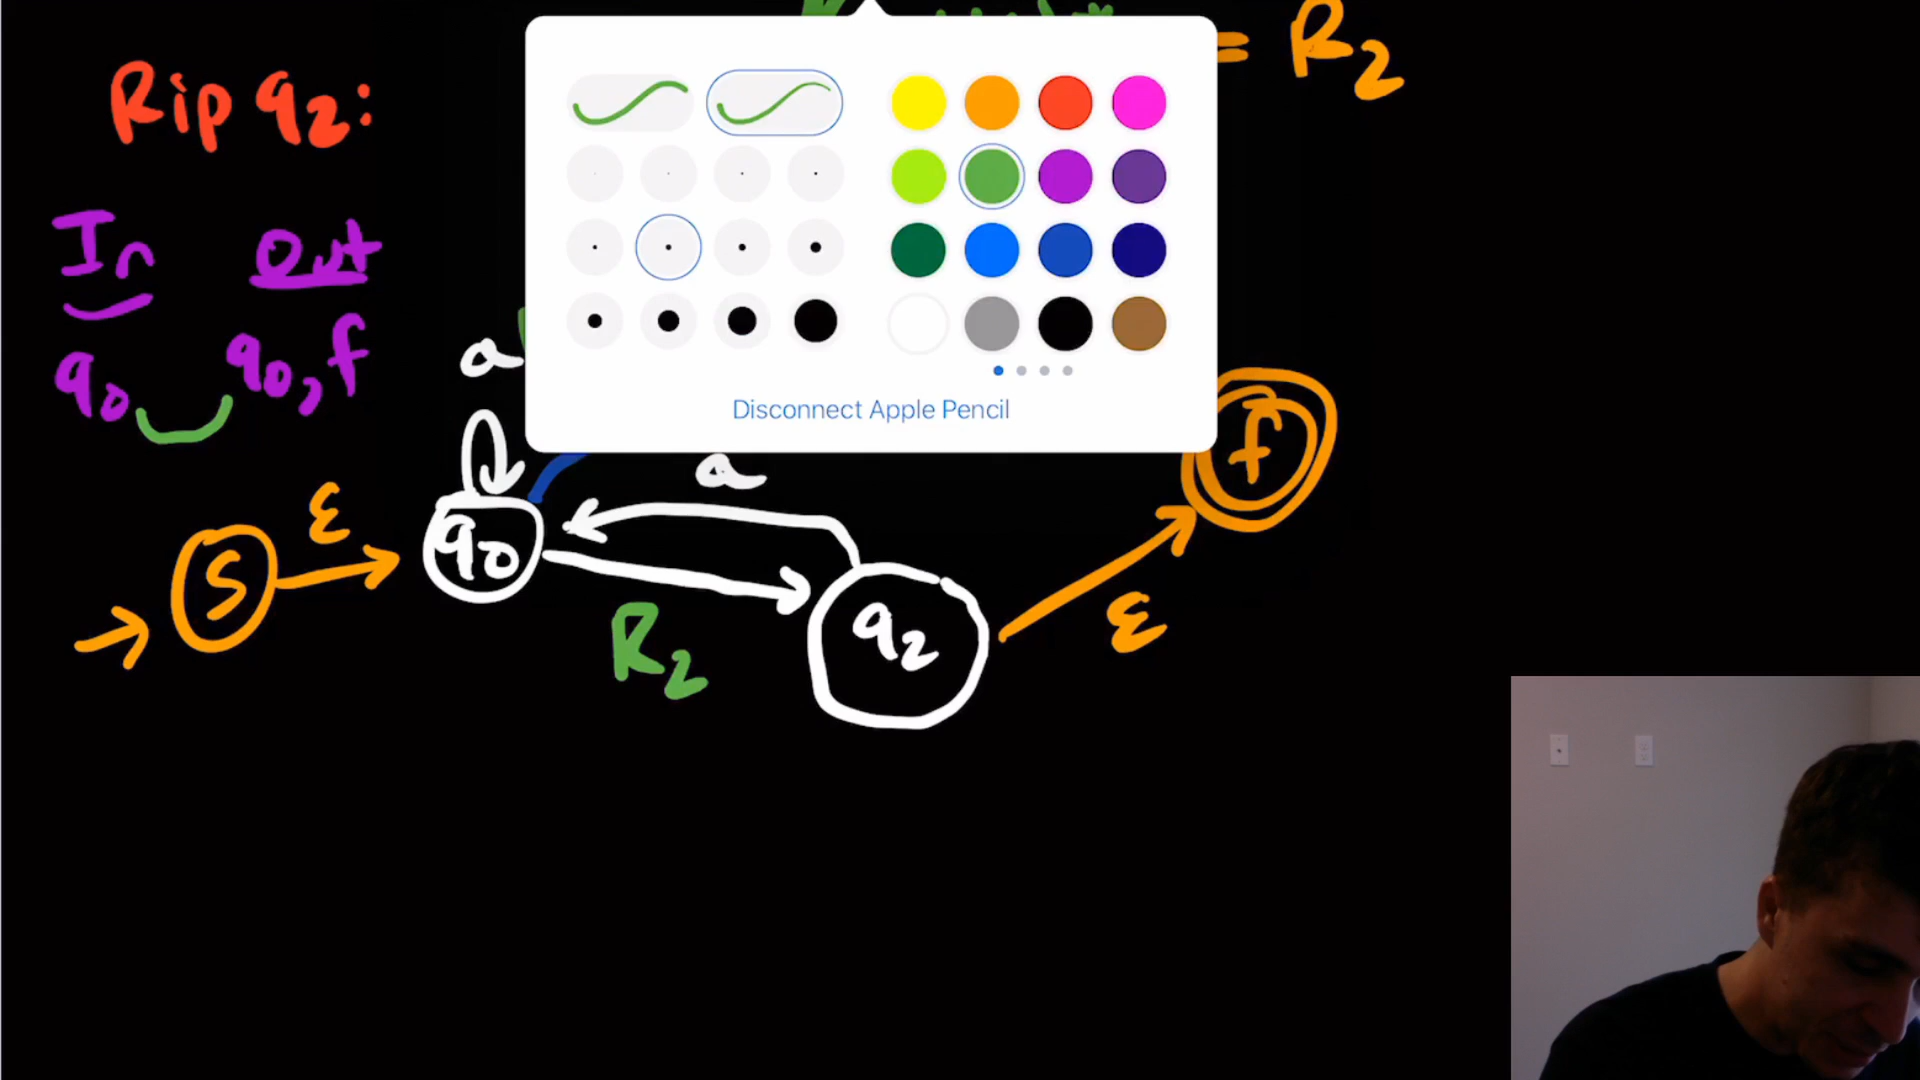 = R2
Rip q2:
In Out
q0 q0, f
a
Disconnect Apple Pencil
a
f
ε
q0
S
R2
q2
ε